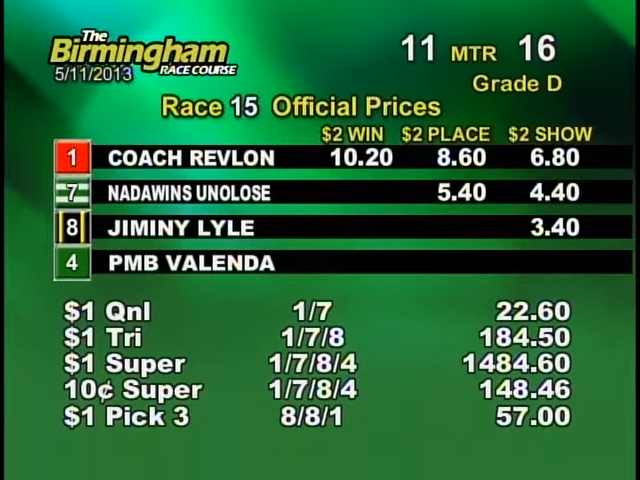 The
Birmingham
RACE COURSE
5/11/2013
11 MTR 16
Grade D
Race 15 Official Prices
$2 WIN $2 PLACE $2 SHOW
1 COACH REVLON 10.20 8.60 6.80
7 NADAWINS UNOLOSE 5.40 4.40
8 JIMINY LYLE 3.40
4 PMB VALENDA
$1 Qnl 1/7 22.60
$1 Tri 1/7/8 184.50
$1 Super 1/7/8/4 1484.60
10¢ Super 1/7/8/4 148.46
$1 Pick 3 8/8/1 57.00